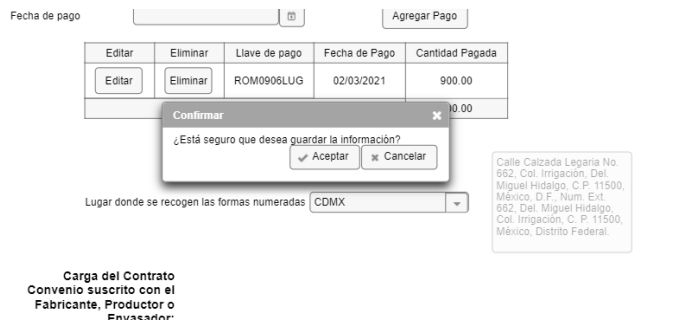 Fecha de pago
Agregar Pago
Editar Eliminar Llave de pago Fecha de Pago Cantidad Pagada
Editar Eliminar ROM0906LUG 02/03/2021 900.00
Confirmar
¿Está seguro que desea guardar la información?
Aceptar Cancelar
Calle Calzada Legaria No.
662, Col. Irrigación, Del.
Miguel Hidalgo, C.P. 11500,
México, D.F., Num. Ext.
662, Del. Miguel Hidalgo,
Col. Irrigación, C. P. 11500,
México, Distrito Federal.
Lugar donde se recogen las formas numeradas CDMX
Carga del Contrato
Convenio suscrito con el
Fabricante, Productor o
Envasador: